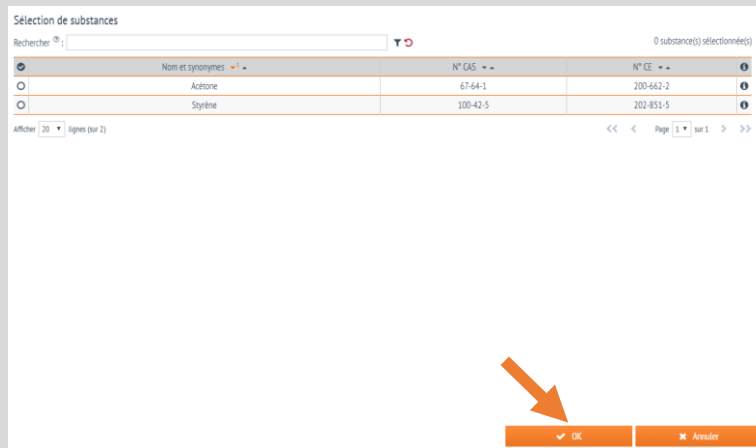 Sélection de substances
Rechercher ? :
0 substance(s) sélectionnée(s)
Nom et synonymes 1 N° CAS N° CE
Acétone 67-64-1 200-662-2
Styrène 100-42-5 202-851-5
Afficher 20 lignes (sur 2) << < Page 1 sur 1 > >>
OK Annuler